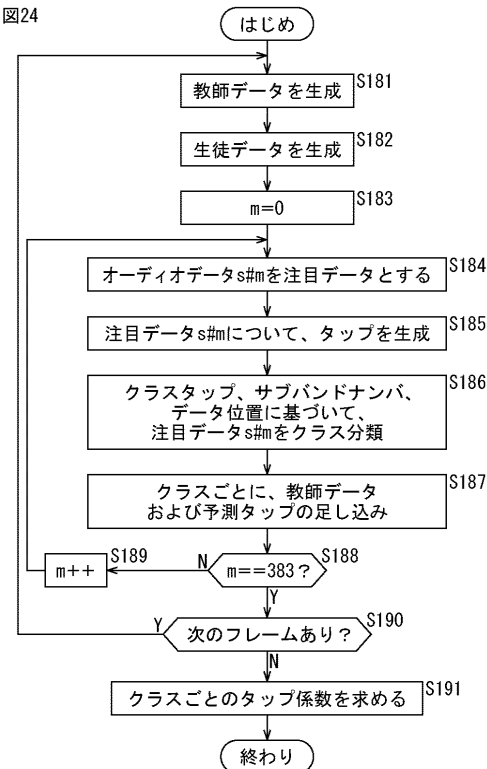 図24
はじめ
教師データを生成
S181
生徒データを生成
S182
m=0
S183
オーディオデータs#mを注目データとする
S184
注目データs#mについて、タップを生成
S185
クラスタップ、サブバンドナンバ、
データ位置に基づいて、
注目データs#mをクラス分類
S186
クラスごとに、教師データ
および予測タップの足し込み
S187
m++
S189
N
m==383?
S188
Y
Y
次のフレームあり?
S190
N
クラスごとのタップ係数を求める
S191
終わり